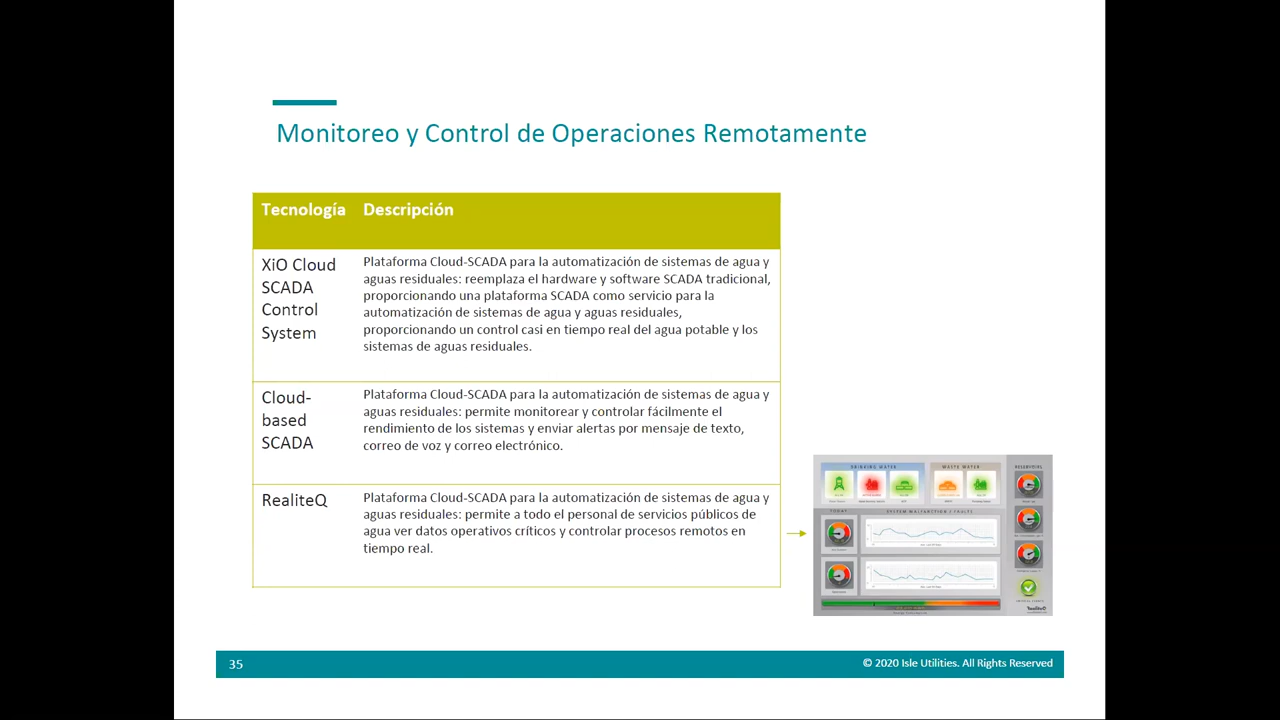 Monitoreo y Control de Operaciones Remotamente
Tecnología Descripción
XiO Cloud
SCADA
Control
System
Plataforma Cloud-SCADA para la automatización de sistemas de agua y
aguas residuales: reemplaza el hardware y software SCADA tradicional,
proporcionando una plataforma SCADA como servicio para la
automatización de sistemas de agua y aguas residuales,
proporcionando un control casi en tiempo real del agua potable y los
sistemas de aguas residuales.
Cloud-
based
SCADA
Plataforma Cloud-SCADA para la automatización de sistemas de agua y
aguas residuales: permite monitorear y controlar fácilmente el
rendimiento de los sistemas y enviar alertas por mensaje de texto,
correo de voz y correo electrónico.
RealiteQ
Plataforma Cloud-SCADA para la automatización de sistemas de agua y
aguas residuales: permite a todo el personal de servicios públicos de
agua ver datos operativos críticos y controlar procesos remotos en
tiempo real.
DRINKING WATER
WASTE WATER
TODAY
SYSTEM MALFUNCTION / FAULTS
RealiteQ
35
© 2020 Isle Utilities. All Rights Reserved